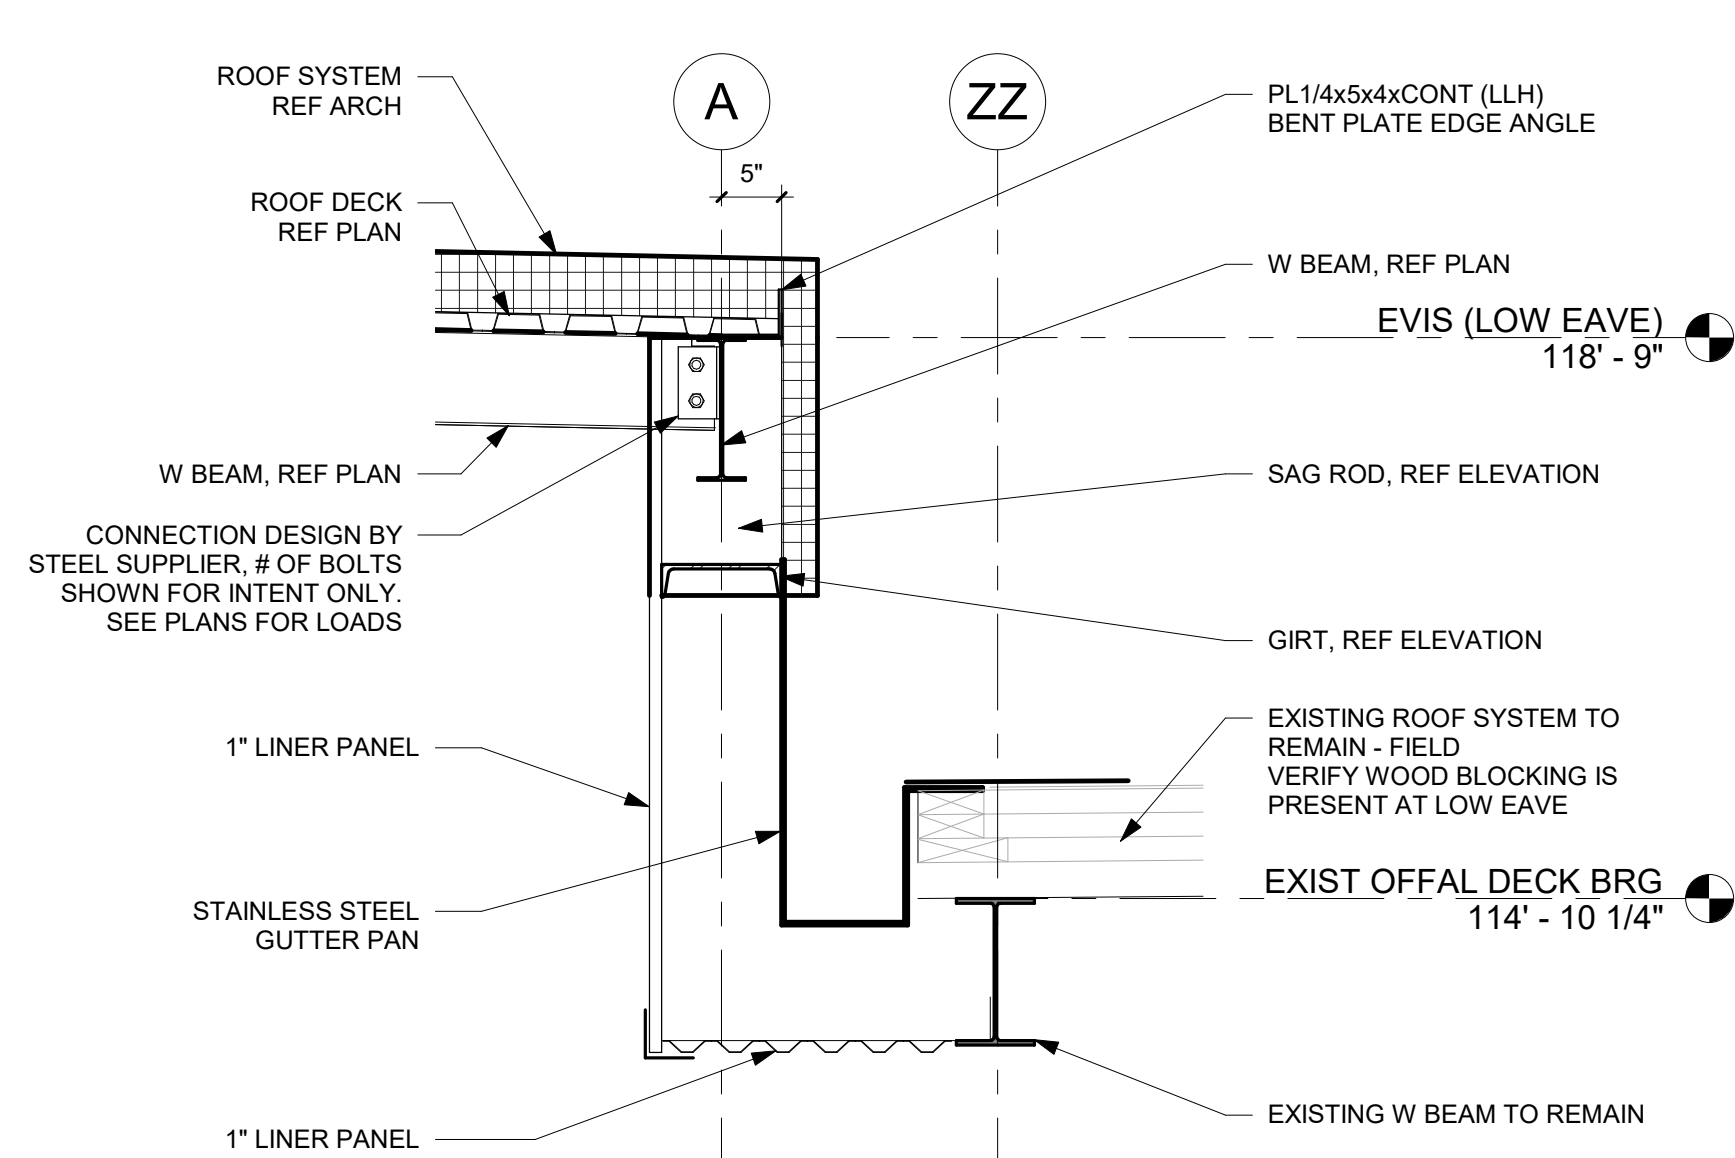 A
ZZ
5"
ROOF SYSTEM
REF ARCH
ROOF DECK
REF PLAN
W BEAM, REF PLAN
CONNECTION DESIGN BY
STEEL SUPPLIER, # OF BOLTS
SHOWN FOR INTENT ONLY.
SEE PLANS FOR LOADS
1" LINER PANEL
STAINLESS STEEL
GUTTER PAN
1" LINER PANEL
PL1/4x5x4xCONT (LLH)
BENT PLATE EDGE ANGLE
W BEAM, REF PLAN
EVIS (LOW EAVE)
118' - 9"
SAG ROD, REF ELEVATION
GIRT, REF ELEVATION
EXISTING ROOF SYSTEM TO
REMAIN - FIELD
VERIFY WOOD BLOCKING IS
PRESENT AT LOW EAVE
EXIST OFFAL DECK BRG
114' - 10 1/4"
EXISTING W BEAM TO REMAIN